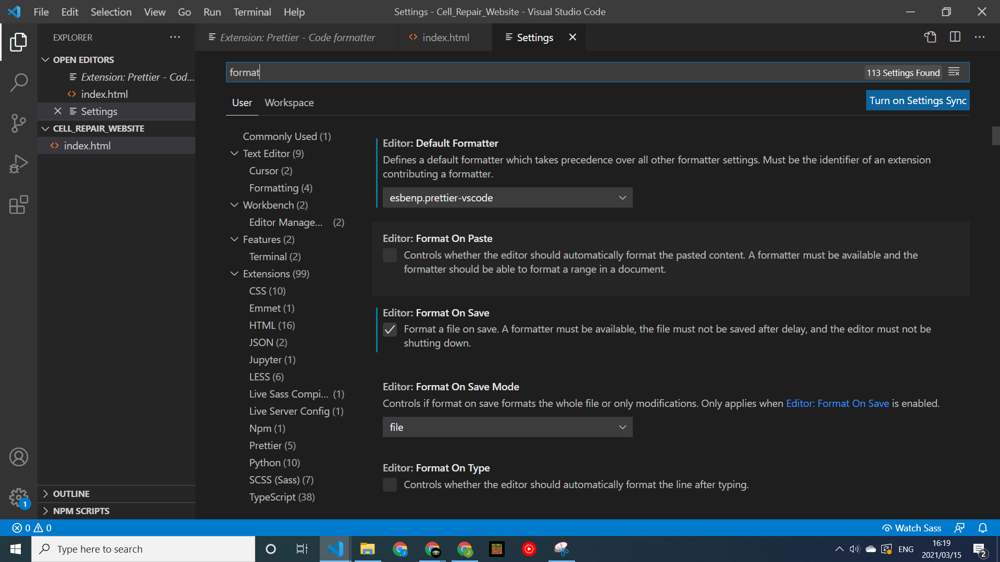 File Edit Selection View Go Run Terminal Help
Settings - Cell_Repair_Website - Visual Studio Code
EXPLORER
OPEN EDITORS
Extension: Prettier - Cod...
index.html
Settings
CELL_REPAIR_WEBSITE
index.html
OUTLINE
NPM SCRIPTS
Extension: Prettier - Code formatter
index.html
Settings
format
113 Settings Found
User Workspace
Turn on Settings Sync
Commonly Used (1)
Text Editor (9)
Cursor (2)
Formatting (4)
Workbench (2)
Editor Manage... (2)
Features (2)
Terminal (2)
Extensions (99)
CSS (10)
Emmet (1)
HTML (16)
JSON (2)
Jupyter (1)
LESS (6)
Live Sass Compi... (1)
Live Server Config (1)
Npm (1)
Prettier (5)
Python (10)
SCSS (Sass) (7)
TypeScript (38)
Editor: Default Formatter
Defines a default formatter which takes precedence over all other formatter settings. Must be the identifier of an extension
contributing a formatter.
esbenp.prettier-vscode
Editor: Format On Paste
Controls whether the editor should automatically format the pasted content. A formatter must be available and the
formatter should be able to format a range in a document.
Editor: Format On Save
Format a file on save. A formatter must be available, the file must not be saved after delay, and the editor must not be
shutting down.
Editor: Format On Save Mode
Controls if format on save formats the whole file or only modifications. Only applies when Editor: Format On Save is enabled.
file
Editor: Format On Type
Controls whether the editor should automatically format the line after typing.
1
0 0
Watch Sass
Type here to search
J
J
ENG
16:19
2021/03/15
2